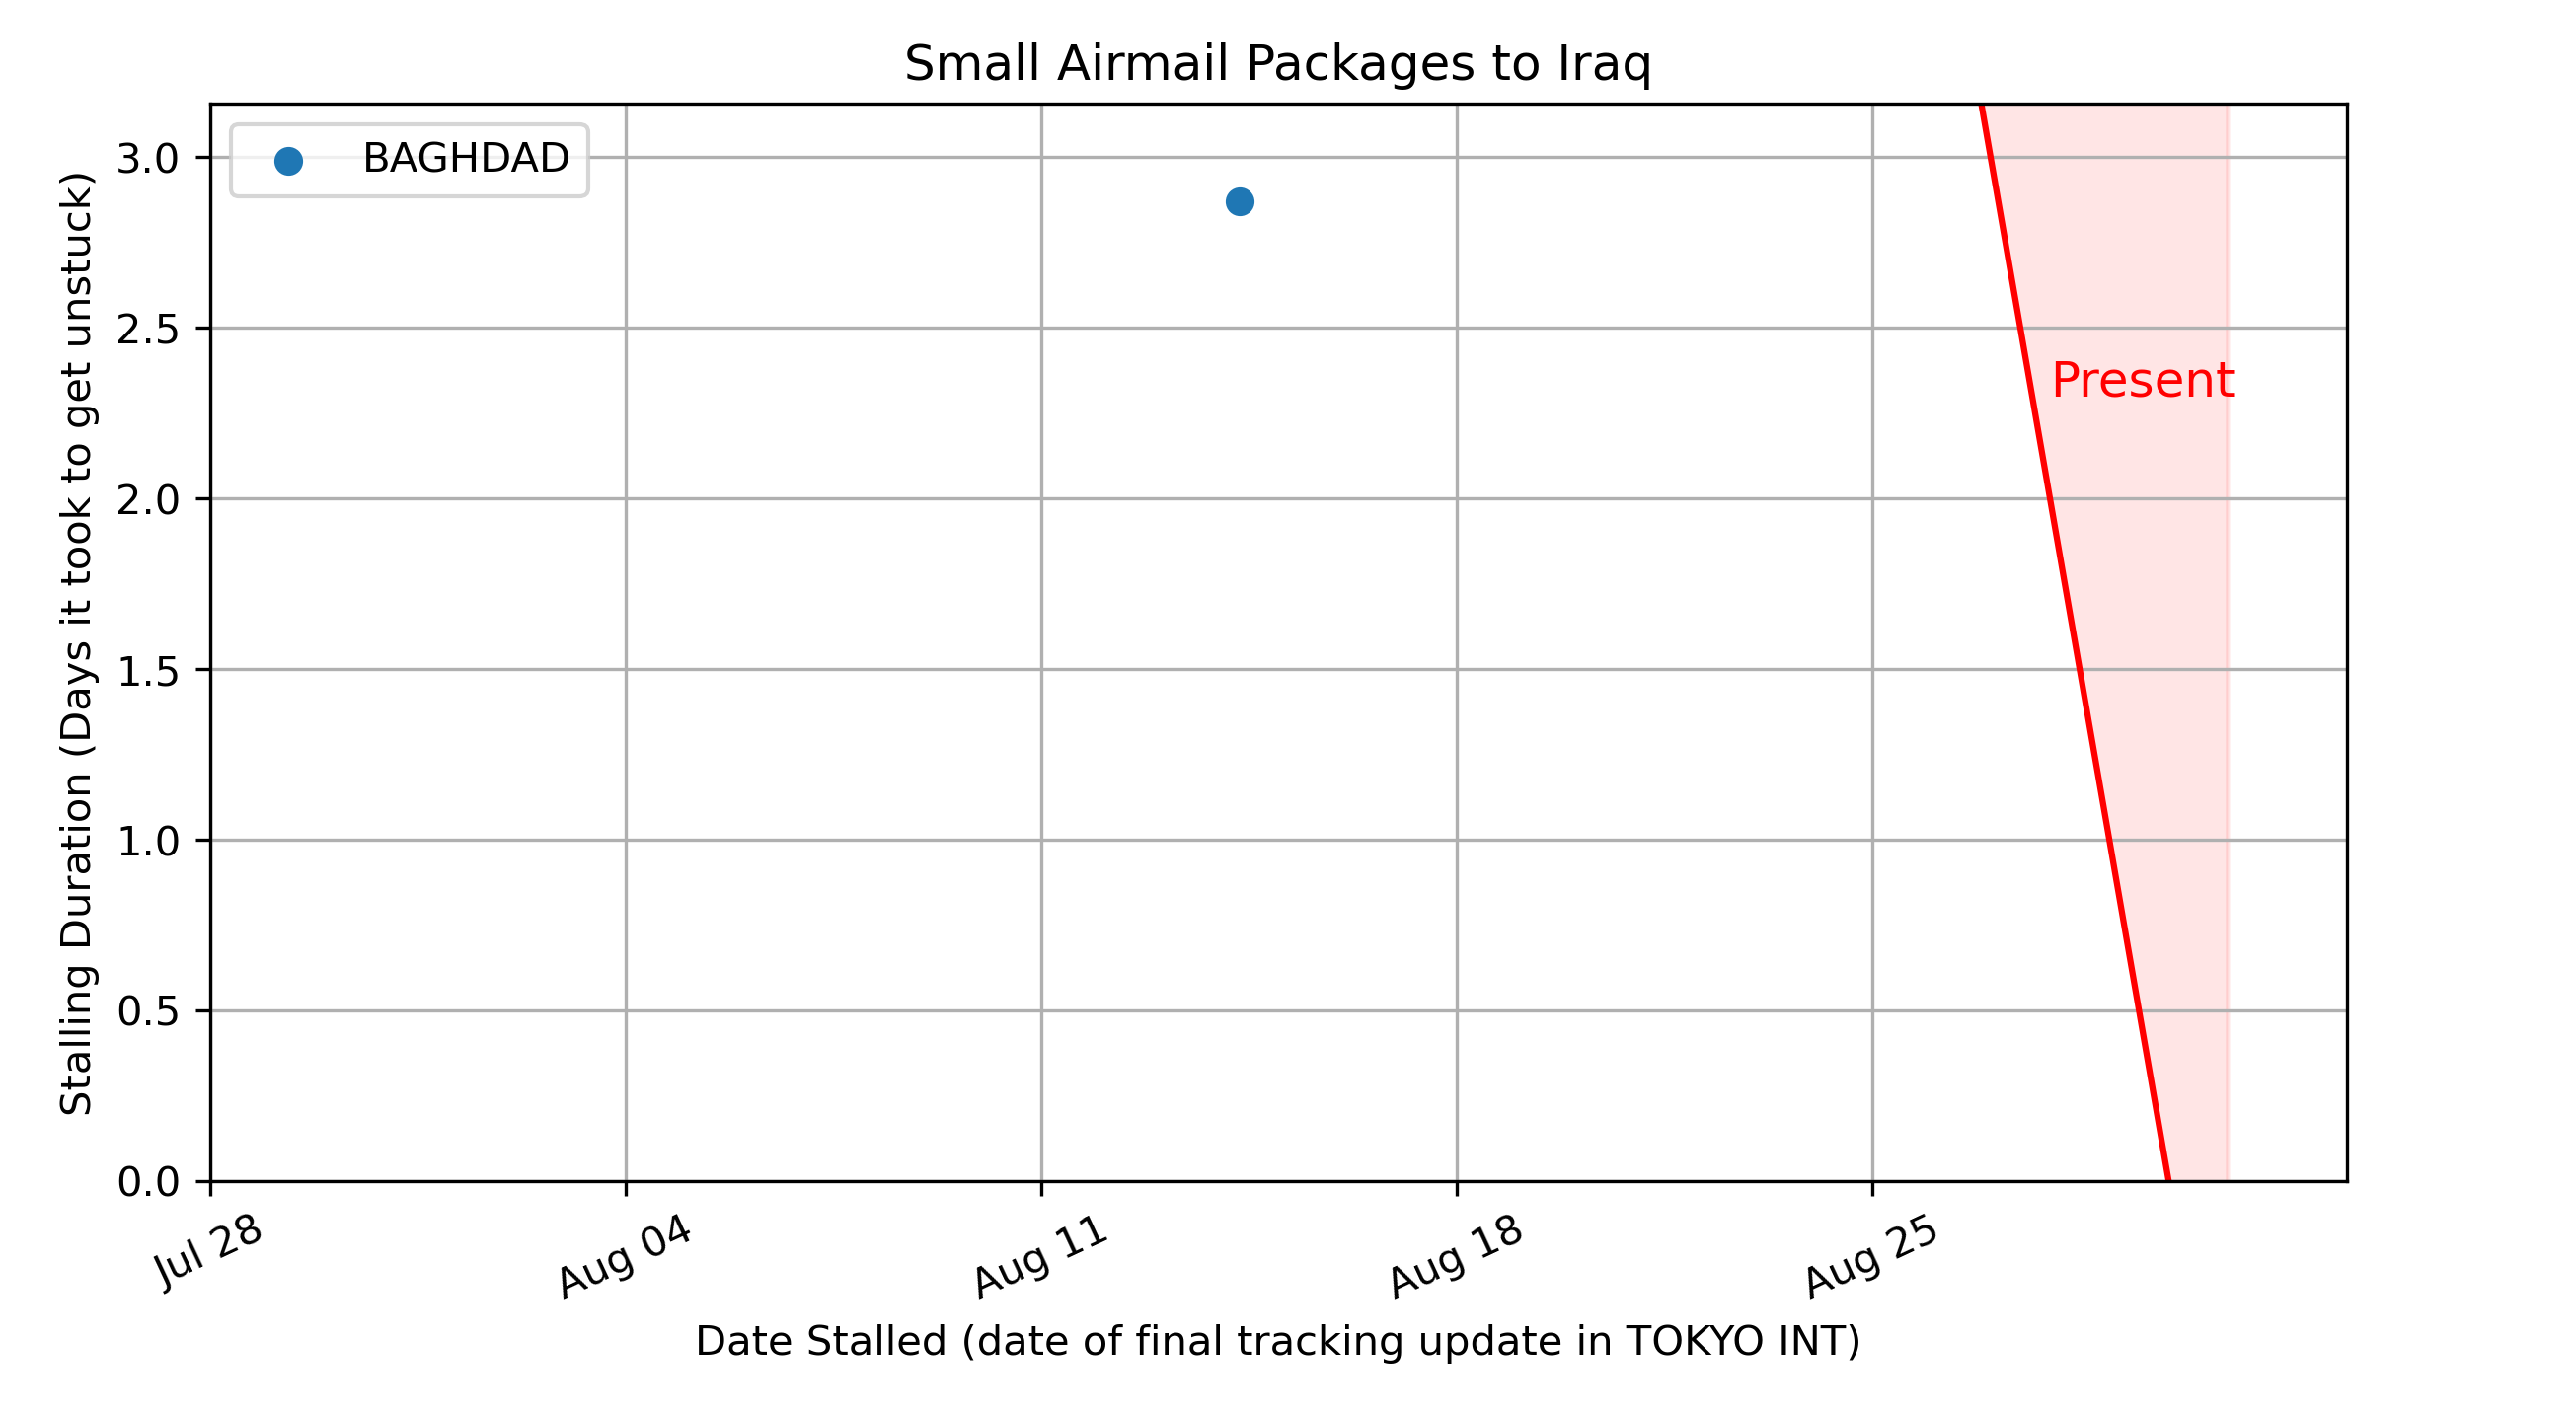 Small Airmail Packages to Iraq
BAGHDAD
Present
Stalling Duration (Days it took to get unstuck)
3.0
2.5
2.0
1.5
1.0
0.5
0.0
Jul 28
Aug 04
Aug 11
Aug 18
Aug 25
Date Stalled (date of final tracking update in TOKYO INT)